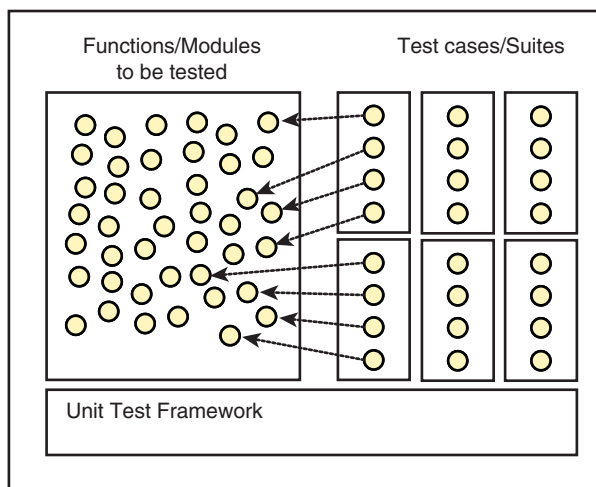 Functions/Modules
to be tested
Test cases/Suites
Unit Test Framework